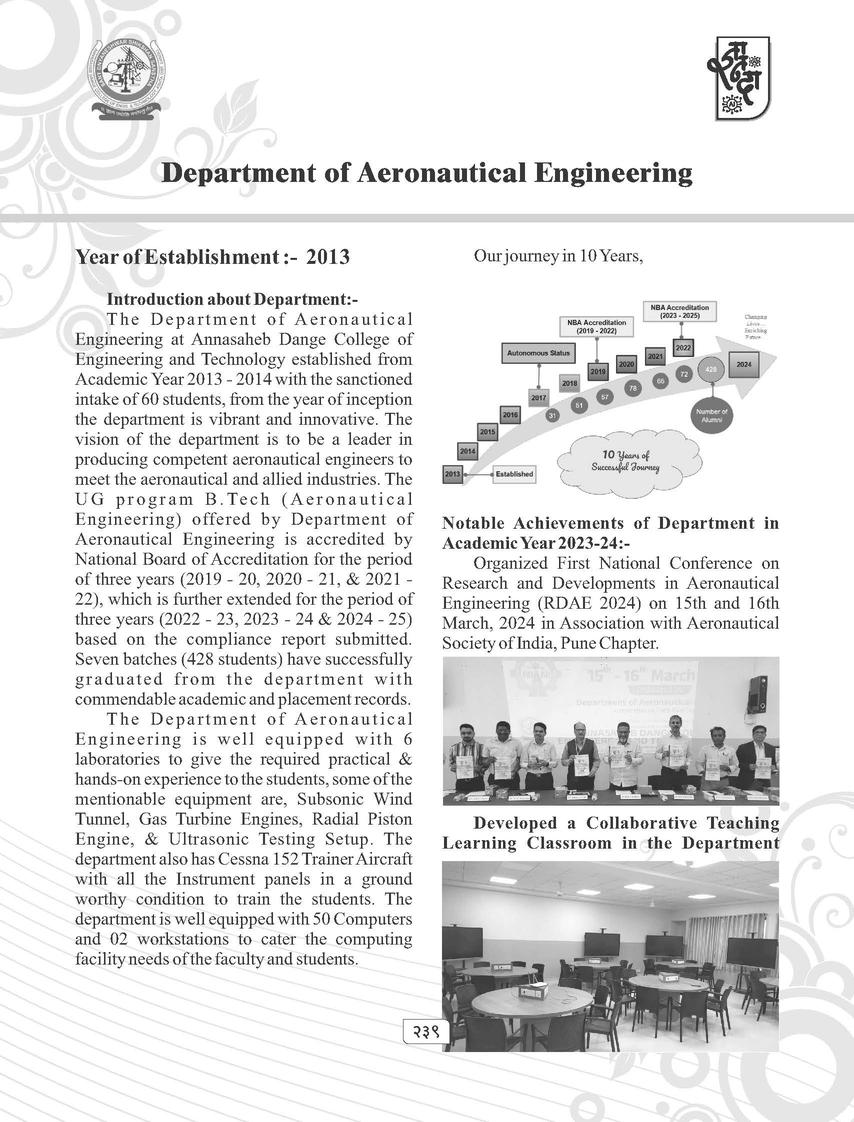 Department of Aeronautical Engineering
Year of Establishment :- 2013
Introduction about Department:-
The Department of Aeronautical
Engineering at Annasaheb Dange College of
Engineering and Technology established from
Academic Year 2013 - 2014 with the sanctioned
intake of 60 students, from the year of inception
the department is vibrant and innovative. The
vision of the department is to be a leader in
producing competent aeronautical engineers to
meet the aeronautical and allied industries. The
UG program B.Tech (Aeronautical
Engineering) offered by Department of
Aeronautical Engineering is accredited by
National Board of Accreditation for the period
of three years (2019 - 20, 2020 - 21, & 2021 -
22), which is further extended for the period of
three years (2022 - 23, 2023 - 24 & 2024 - 25)
based on the compliance report submitted.
Seven batches (428 students) have successfully
graduated from the department with
commendable academic and placement records.
The Department of Aeronautical
Engineering is well equipped with 6
laboratories to give the required practical &
hands-on experience to the students, some of the
mentionable equipment are, Subsonic Wind
Tunnel, Gas Turbine Engines, Radial Piston
Engine, & Ultrasonic Testing Setup. The
department also has Cessna 152 Trainer Aircraft
with all the Instrument panels in a ground
worthy condition to train the students. The
department is well equipped with 50 Computers
and 02 workstations to cater the computing
facility needs of the faculty and students.
Our journey in 10 Years,
NBA Accreditation
(2023 - 2025)
NBA Accreditation
(2019 - 2022)
Changing
Lives...
Enriching
Future...
Autonomous Status
2013
2014
2015
2016
2017
2018
2019
2020
2021
2022
2024
31
51
57
78
65
72
428
Number of
Alumni
Established
10 Years of
Successful Journey
Notable Achievements of Department in
Academic Year 2023-24:-
Organized First National Conference on
Research and Developments in Aeronautical
Engineering (RDAE 2024) on 15th and 16th
March, 2024 in Association with Aeronautical
Society of India, Pune Chapter.
15th - 16th March
Department of Aeronautical
Developed a Collaborative Teaching
Learning Classroom in the Department
२३९